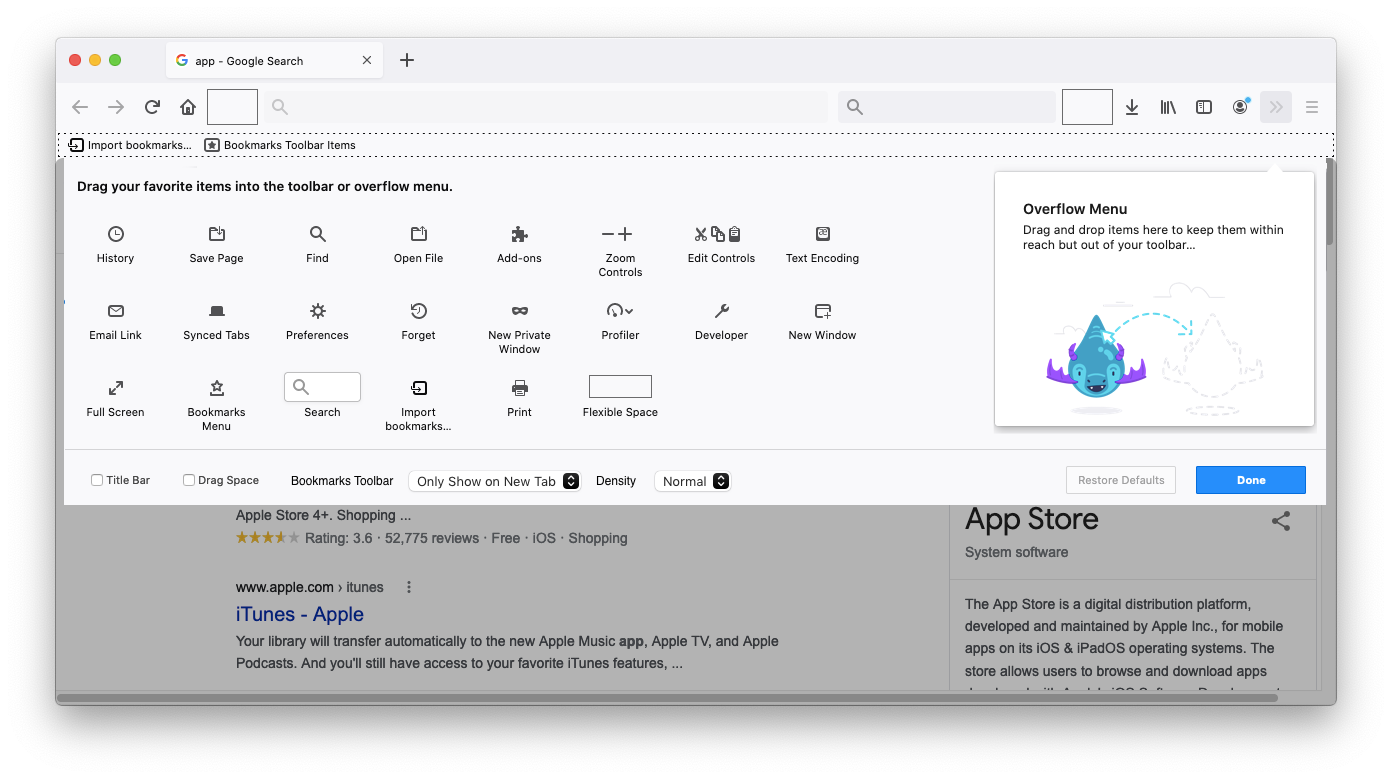 app - Google Search
Import bookmarks...
Bookmarks Toolbar Items
Drag your favorite items into the toolbar or overflow menu.
History
Save Page
Find
Open File
Add-ons
Zoom
Controls
Edit Controls
Text Encoding
Email Link
Synced Tabs
Preferences
Forget
New Private
Window
Profiler
Developer
New Window
Full Screen
Bookmarks
Menu
Search
Import
bookmarks...
Print
Flexible Space
Overflow Menu
Drag and drop items here to keep them within
reach but out of your toolbar...
Title Bar
Drag Space
Bookmarks Toolbar
Only Show on New Tab
Density
Normal
Restore Defaults
Done
Apple Store 4+. Shopping ...
Rating: 3.6 · 52,775 reviews · Free · iOS · Shopping
www.apple.com › itunes
iTunes - Apple
Your library will transfer automatically to the new Apple Music app, Apple TV, and Apple
Podcasts. And you'll still have access to your favorite iTunes features, ...
App Store
System software
The App Store is a digital distribution platform,
developed and maintained by Apple Inc., for mobile
apps on its iOS & iPadOS operating systems. The
store allows users to browse and download apps